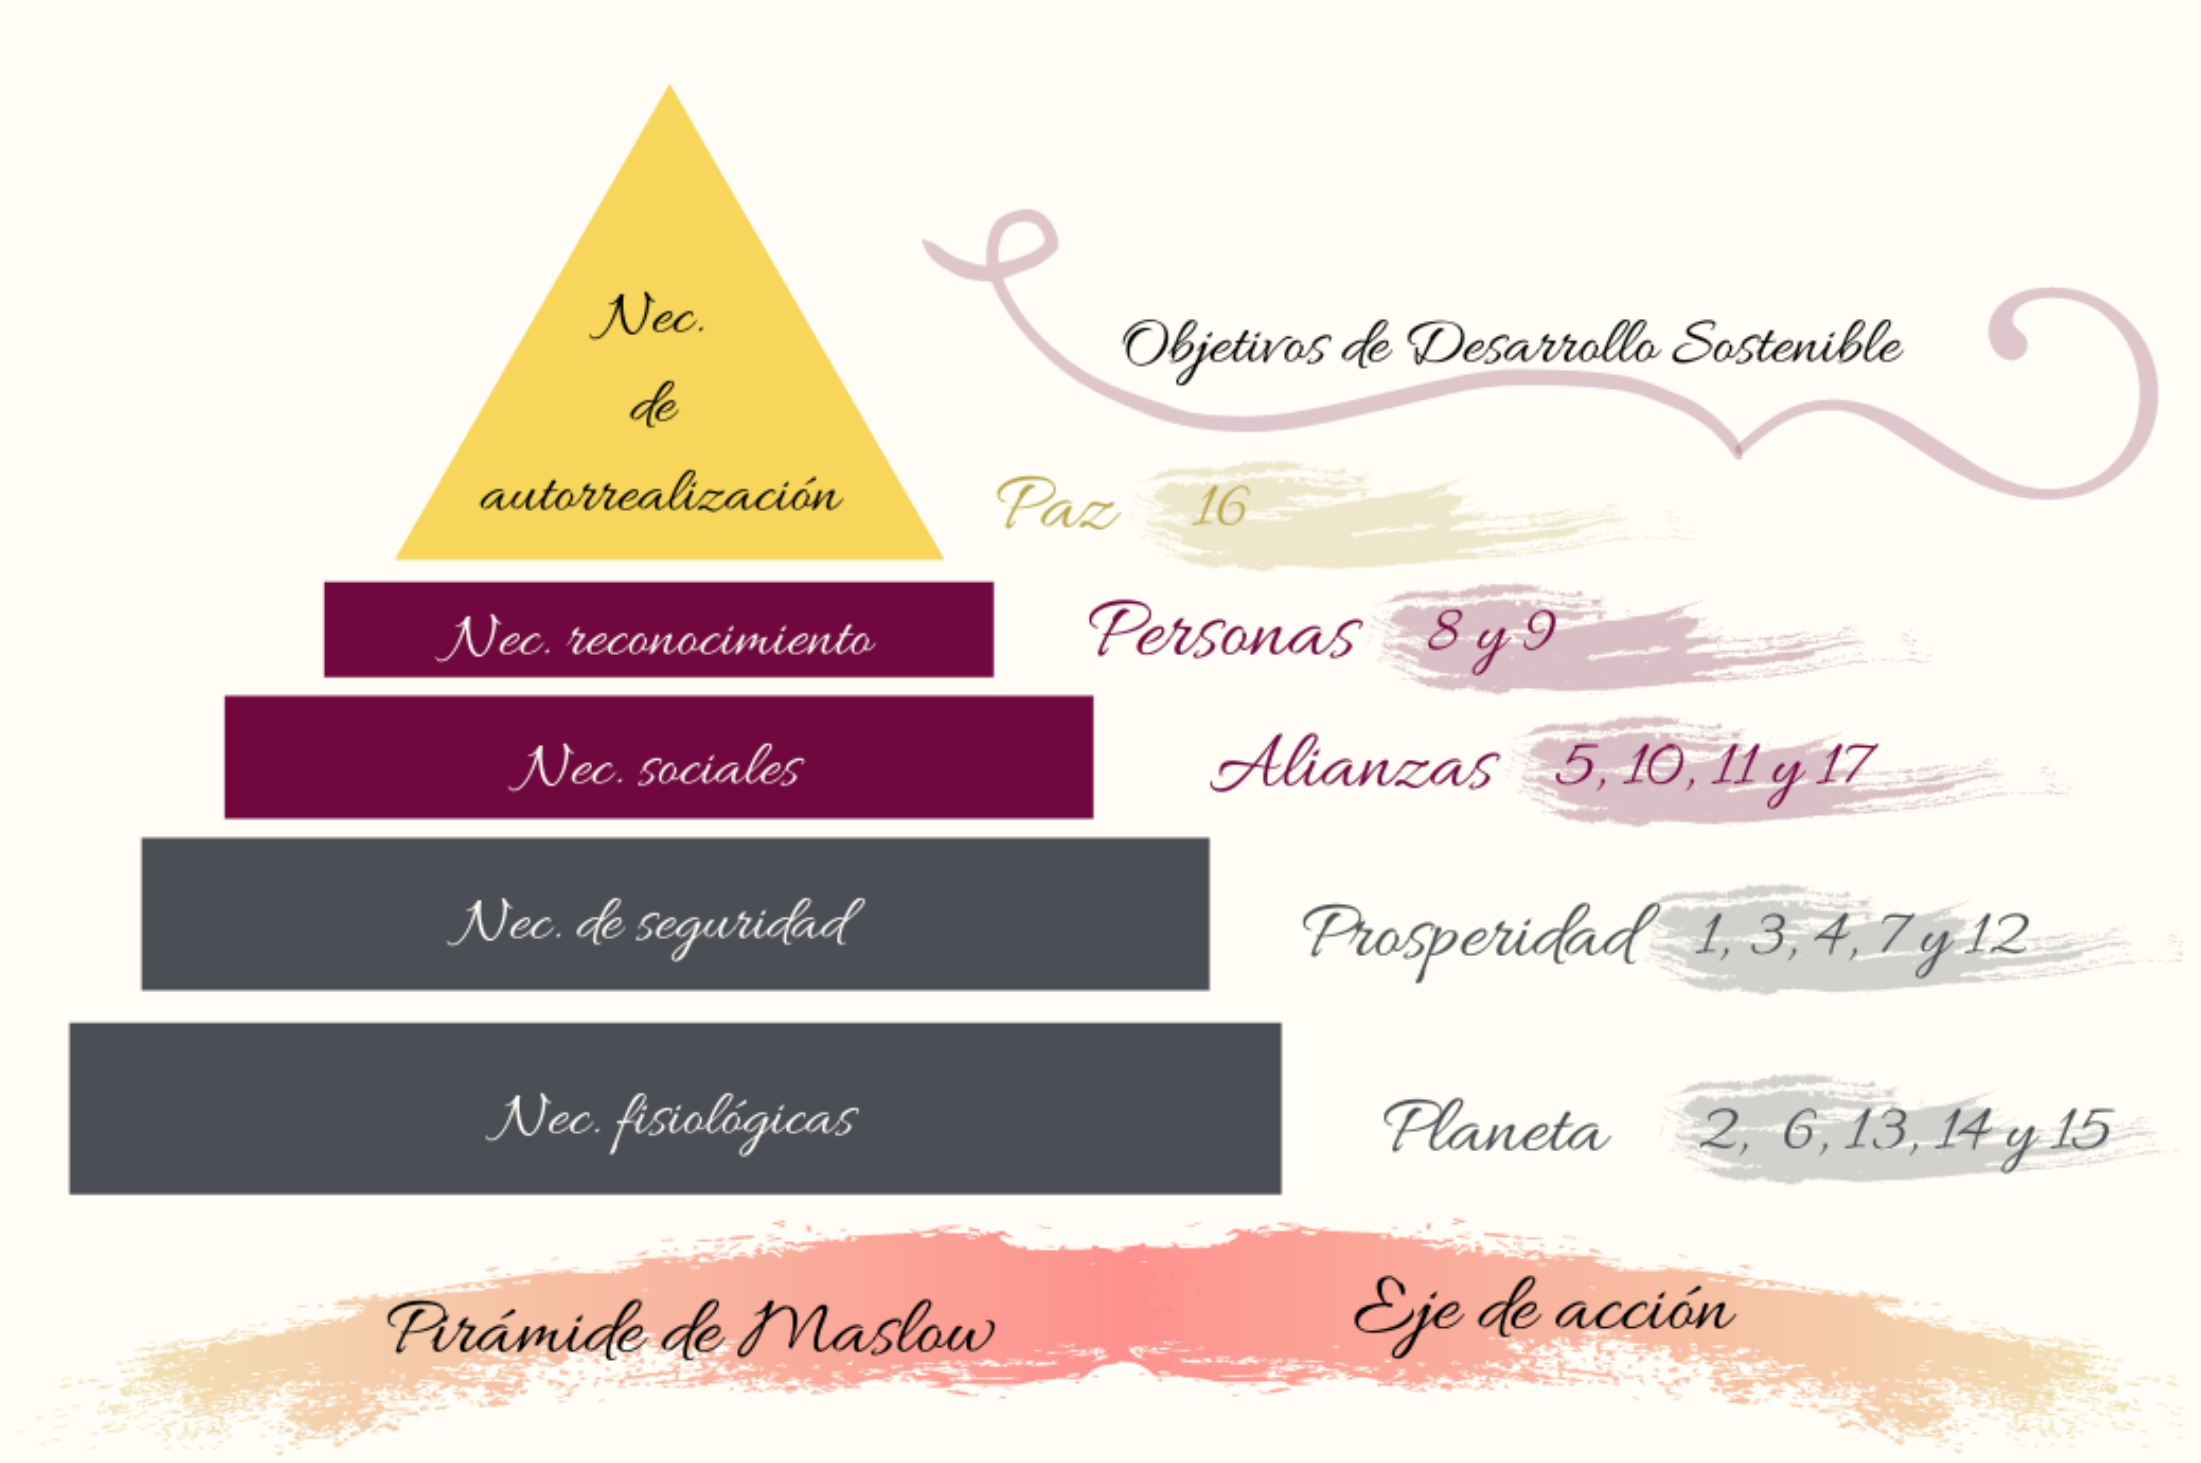 Nec.
de
autorrealización
Objetivos de Desarrollo Sostenible
Paz 16
Nec. reconocimiento
Personas 8 y 9
Nec. sociales
Alianzas 5, 10, 11 y 17
Nec. de seguridad
Prosperidad 1, 3, 4, 7 y 12
Nec. fisiológicas
Planeta 2, 6, 13, 14 y 15
Pirámide de Maslow
Eje de acción